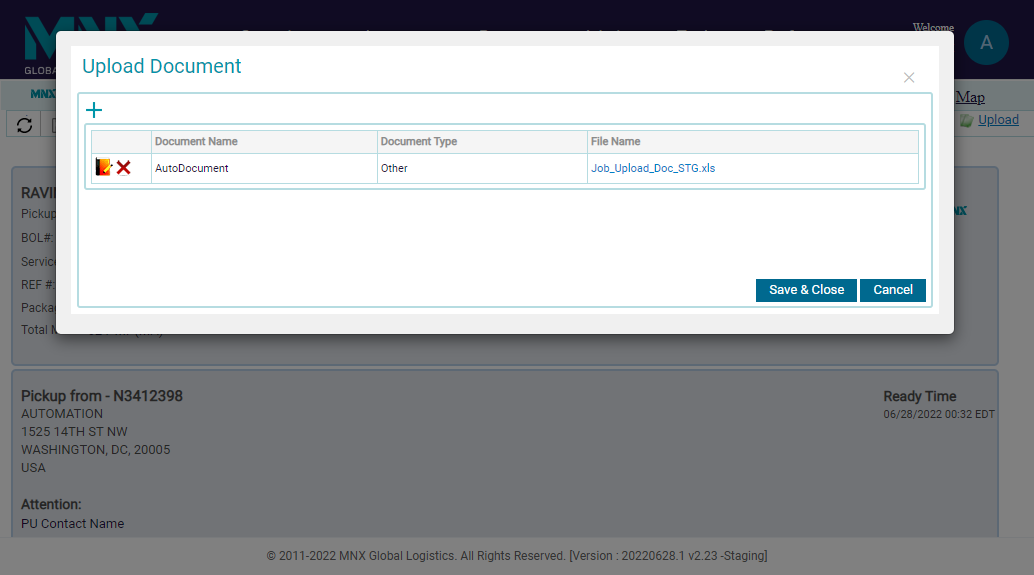 MNX
GLOBA
Welcome
A
MNX
Map
Upload
Upload Document
Document Name Document Type File Name
AutoDocument Other Job_Upload_Doc_STG.xls
Save & Close Cancel
RAVI
Pickup
BOL#:
Servic
REF #:
Packa
Total
Pickup from - N3412398
AUTOMATION
1525 14TH ST NW
WASHINGTON, DC, 20005
USA
Attention:
PU Contact Name
Ready Time
06/28/2022 00:32 EDT
© 2011-2022 MNX Global Logistics. All Rights Reserved. [Version : 20220628.1 v2.23 -Staging]